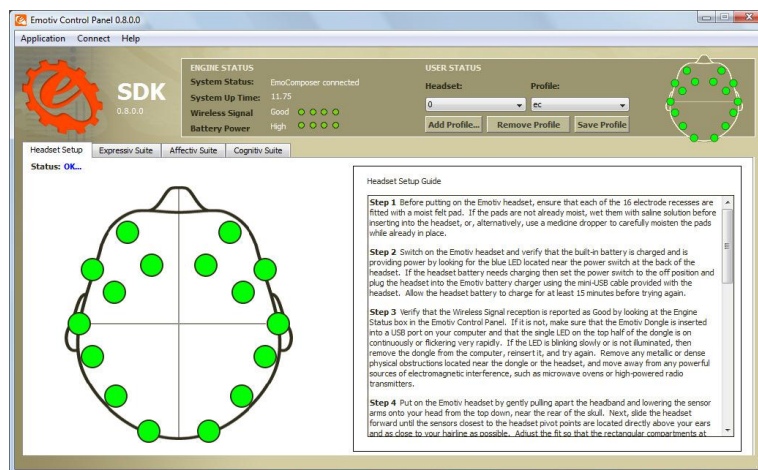 Emotiv Control Panel 0.8.0.0
Application Connect Help
SDK
0.8.0.0
ENGINE STATUS
System Status: EmoComposer connected
System Up Time: 11.75
Wireless Signal Good
Battery Power High
USER STATUS
Headset: Profile:
0 ec
Add Profile... Remove Profile Save Profile
Headset Setup Expressiv Suite Affectiv Suite Cognitiv Suite
Status: OK...
Headset Setup Guide
Step 1 Before putting on the Emotiv headset, ensure that each of the 16 electrode recesses are
fitted with a moist felt pad. If the pads are not already moist, wet them with saline solution before
inserting into the headset, or, alternatively, use a medicine dropper to carefully moisten the pads
while already in place.
Step 2 Switch on the Emotiv headset and verify that the built-in battery is charged and is
providing power by looking for the blue LED located near the power switch at the back of the
headset. If the headset battery needs charging then set the power switch to the off position and
plug the headset into the Emotiv battery charger using the mini-USB cable provided with the
headset. Allow the headset battery to charge for at least 15 minutes before trying again.
Step 3 Verify that the Wireless Signal reception is reported as Good by looking at the Engine
Status box in the Emotiv Control Panel. If it is not, make sure that the Emotiv Dongle is inserted
into a USB port on your computer and that the single LED on the top half of the dongle is on
continuously or flickering very rapidly. If the LED is blinking slowly or is not illuminated, then
remove the dongle from the computer, reinsert it, and try again. Remove any metallic or dense
physical obstructions located near the dongle or the headset, and move away from any powerful
sources of electromagnetic interference, such as microwave ovens or high-powered radio
transmitters.
Step 4 Put on the Emotiv headset by gently pulling apart the headband and lowering the sensor
arms onto your head from the top down, near the rear of the skull. Next, slide the headset
forward until the sensors closest to the headset pivot points are located directly above your ears
and as close to your hairline as possible. Adjust the fit so that the rectangular compartments at